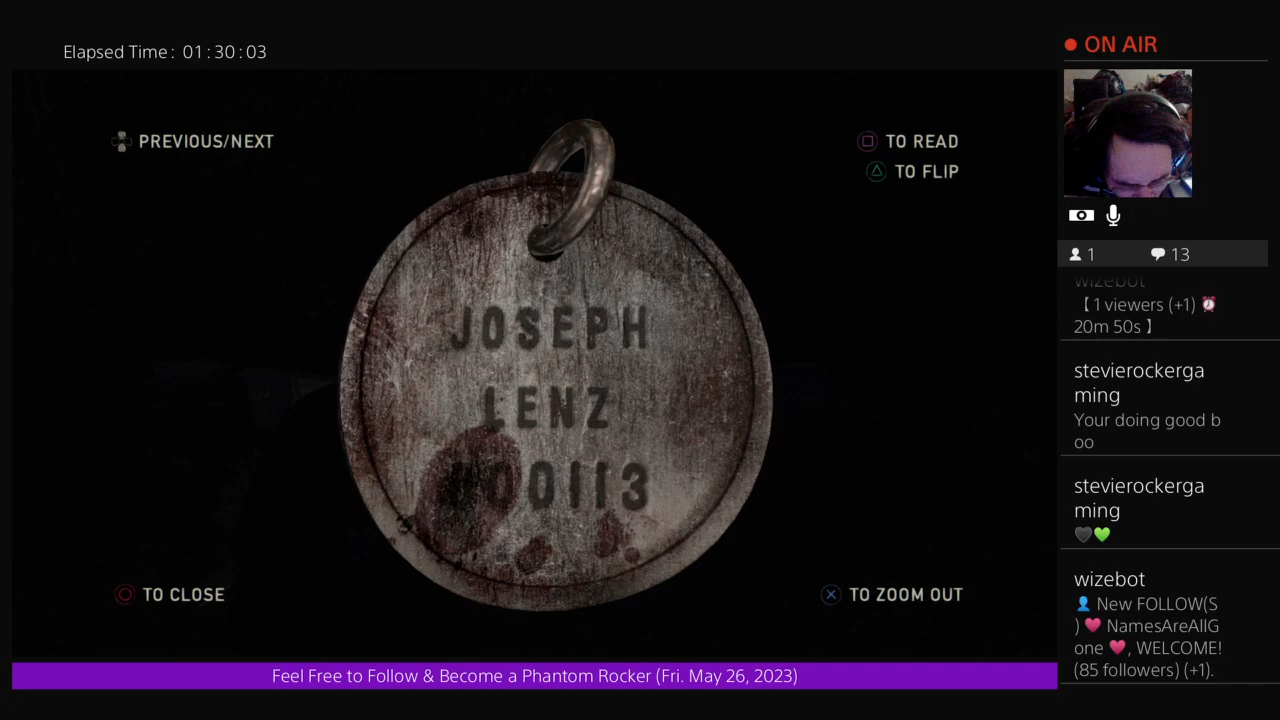 Elapsed Time: 01:30:03
ON AIR
PREVIOUS/NEXT
TO READ
TO FLIP
JOSEPH
LENZ
0113
TO CLOSE
TO ZOOM OUT
1 13
wizebot
【 1 viewers (+1) ⏰
20m 50s 】
stevierockerga
ming
Your doing good b
oo
stevierockerga
ming
🖤💚
wizebot
👤 New FOLLOW(S
) 💗 NamesAreAllG
one 💗, WELCOME!
(85 followers) (+1).
Feel Free to Follow & Become a Phantom Rocker (Fri. May 26, 2023)